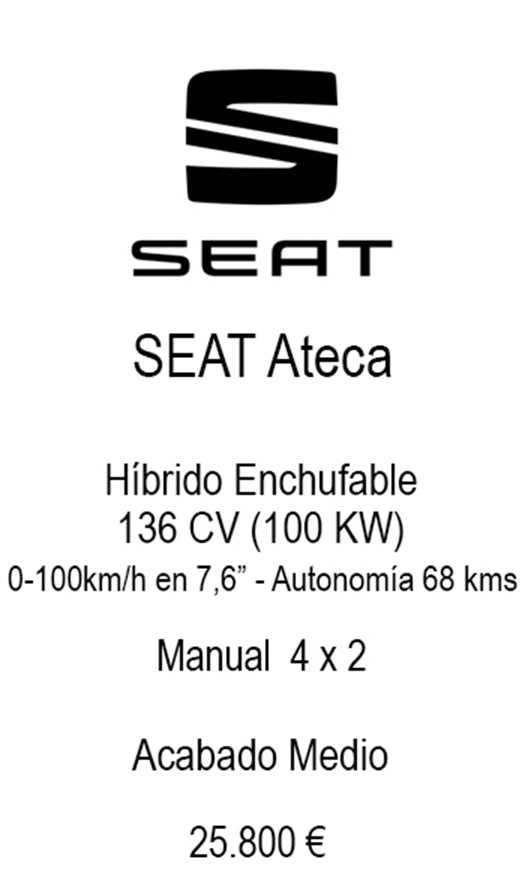 SEAT
SEAT Ateca
Híbrido Enchufable
136 CV (100 KW)
0-100km/h en 7,6” - Autonomía 68 kms
Manual 4 x 2
Acabado Medio
25.800 €